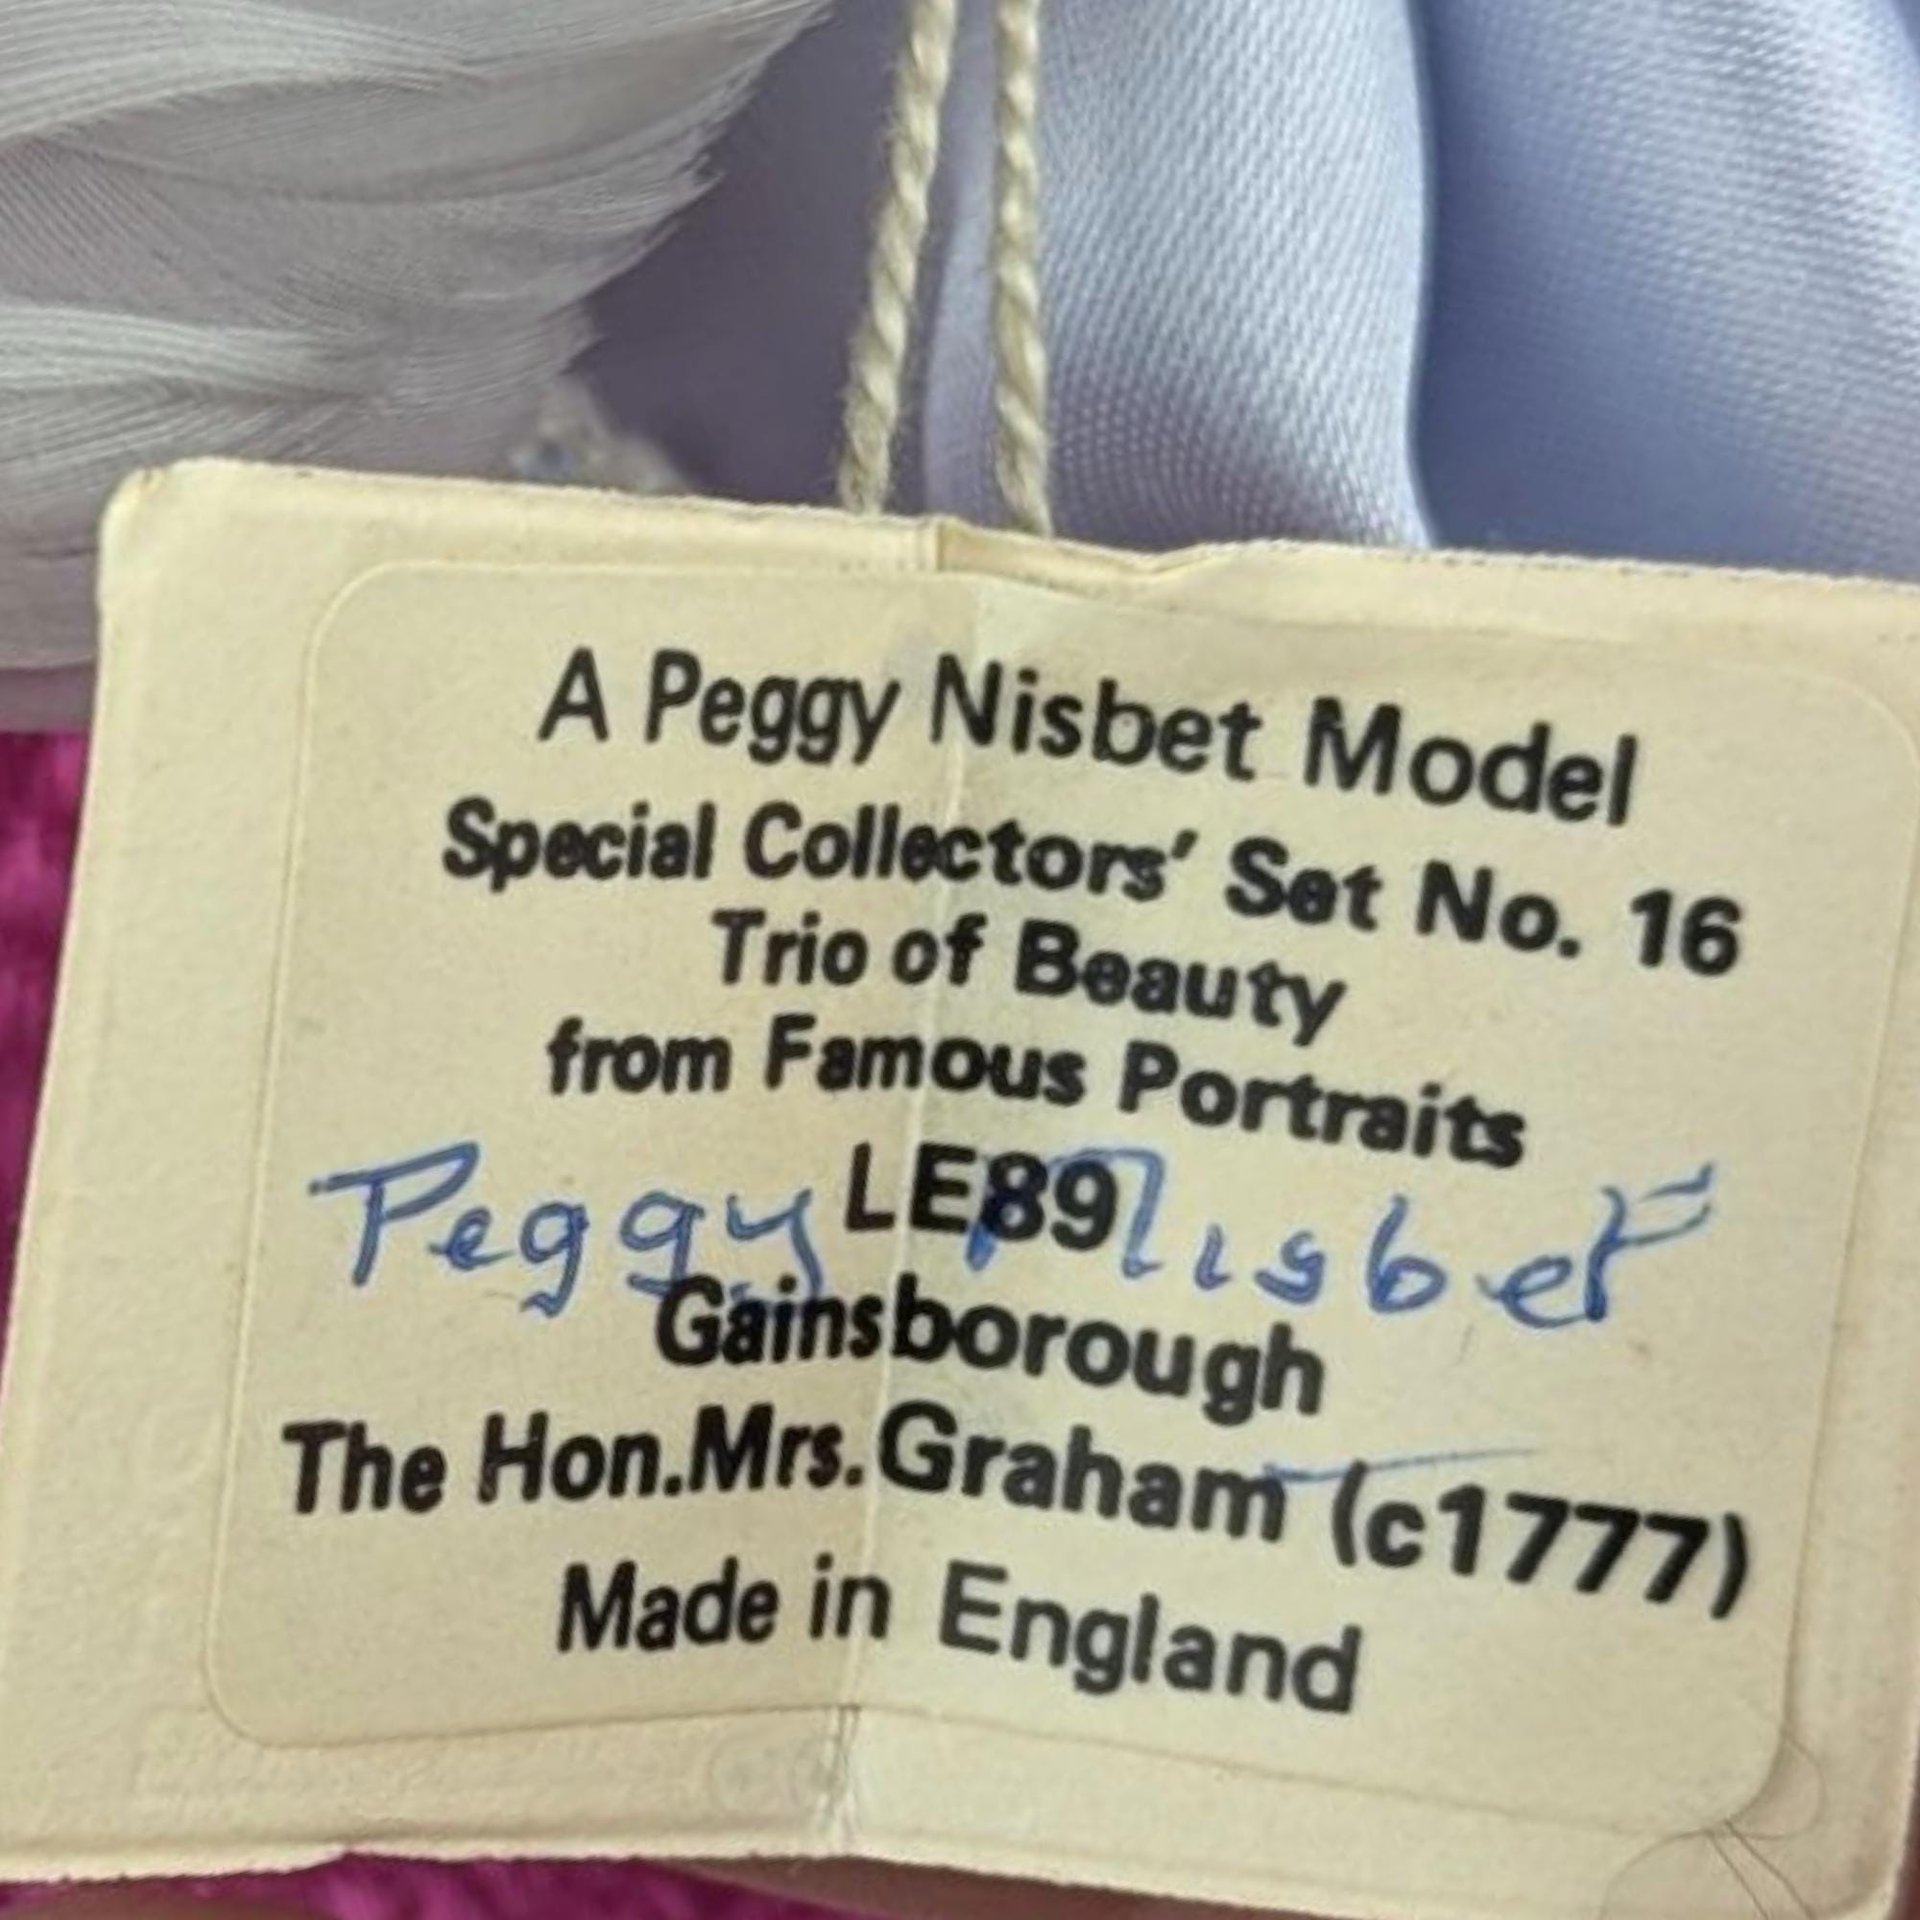 A Peggy Nisbet Model
Special Collectors' Set No. 16
Trio of Beauty
from Famous Portraits
LE89
Peggy Nisbet
Gainsborough
The Hon.Mrs.Graham (c1777)
Made in England